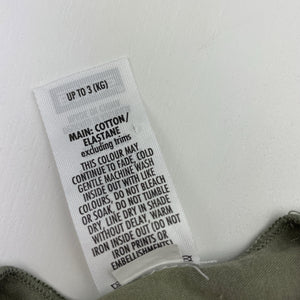 UP TO 3 (KG)
MAIN: COTTON/
ELASTANE
excluding trims
THIS COLOUR MAY
CONTINUE TO FADE. COLD
GENTLE MACHINE WASH
INSIDE OUT WITH LIKE
COLOURS. DO NOT BLEACH
OR SOAK. DO NOT TUMBLE
DRY. LINE DRY IN SHADE
WITHOUT DELAY. WARM
IRON INSIDE OUT (DO NOT
IRON PRINTS OR
EMBELLISHMENT)